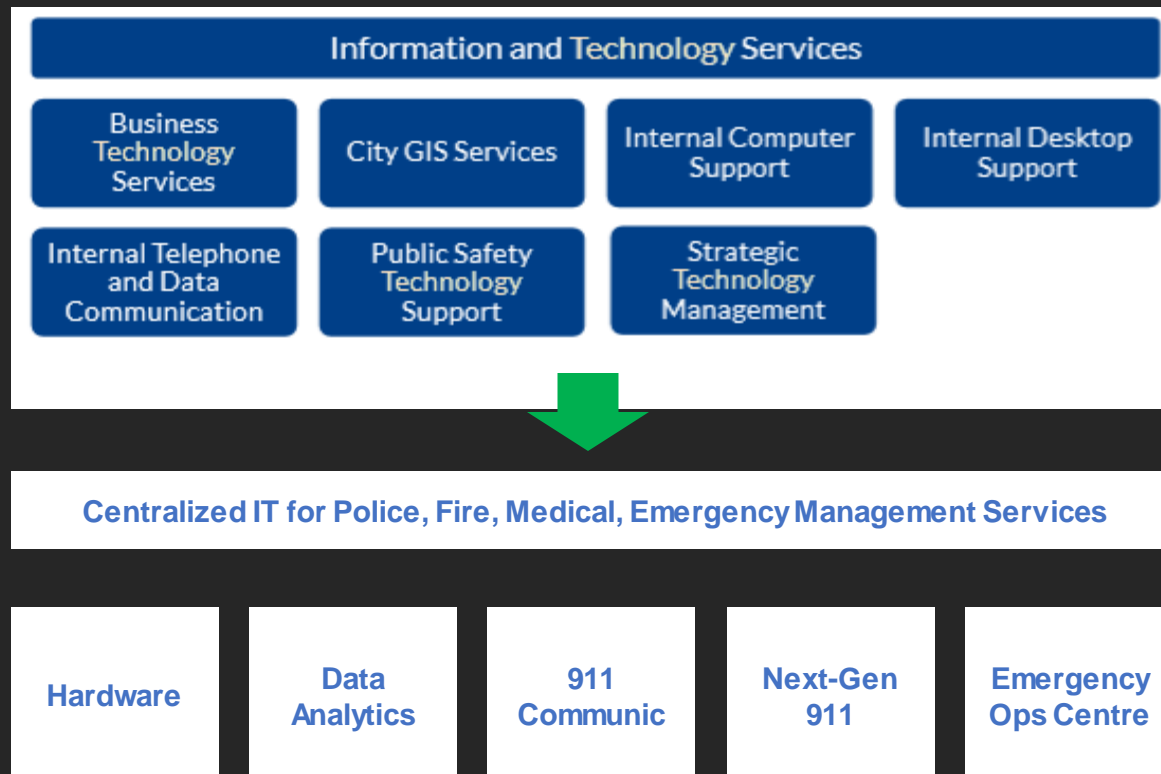 Information and Technology Services
Business
Technology
Services
City GIS Services
Internal Computer
Support
Internal Desktop
Support
Internal Telephone
and Data
Communication
Public Safety
Technology
Support
Strategic
Technology
Management
Centralized IT for Police, Fire, Medical, Emergency Management Services
Hardware
Data
Analytics
911
Communic
Next-Gen
911
Emergency
Ops Centre